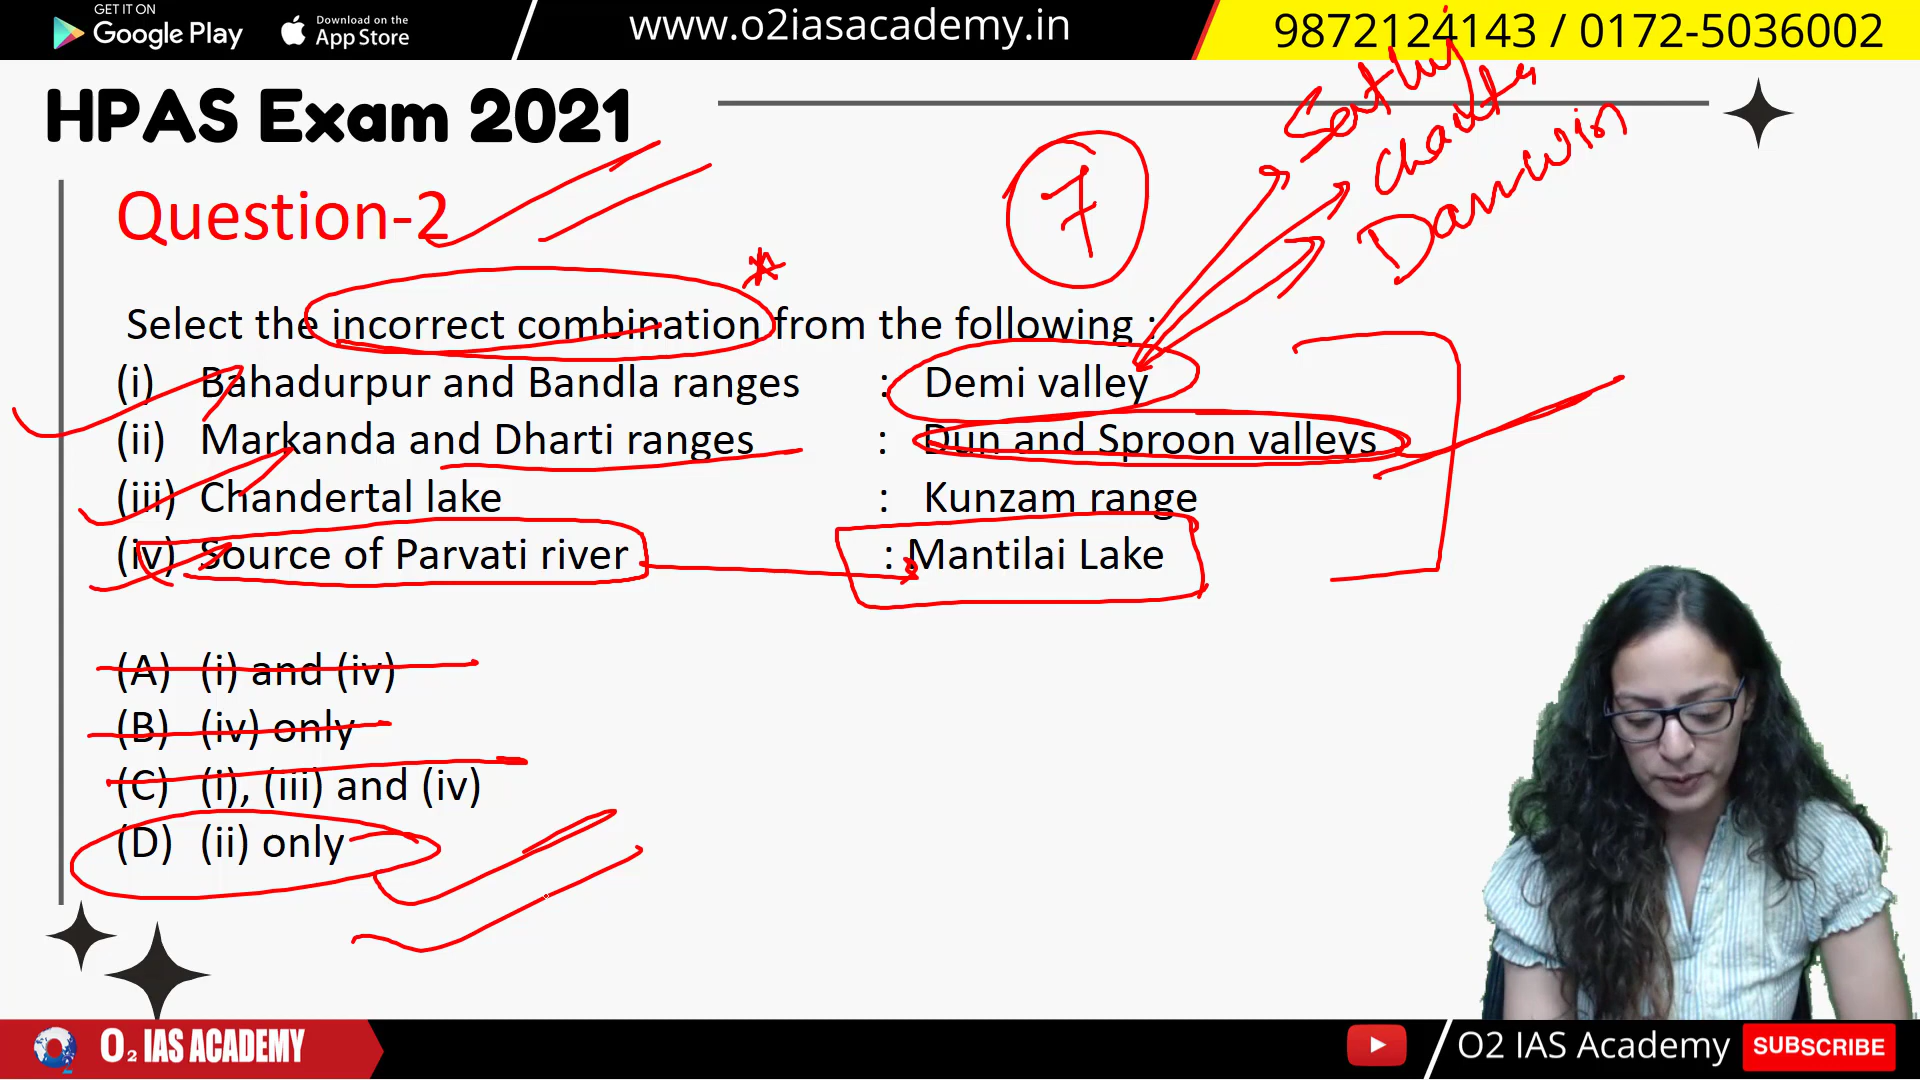 GET IT ON
Google Play
Download on the
App Store
www.o2iasacademy.in
9872124143 / 0172-5036002
HPAS Exam 2021
Question-2
7
Select the incorrect combination from the following :
(i) Bahadurpur and Bandla ranges : Demi valley
(ii) Markanda and Dharti ranges : Dun and Sproon valleys
(iii) Chandertal lake : Kunzam range
(iv) Source of Parvati river : Mantilai Lake
(A) (i) and (iv)
(B) (iv) only
(C) (i), (iii) and (iv)
(D) (ii) only
O2 IAS ACADEMY
O2 IAS Academy
SUBSCRIBE